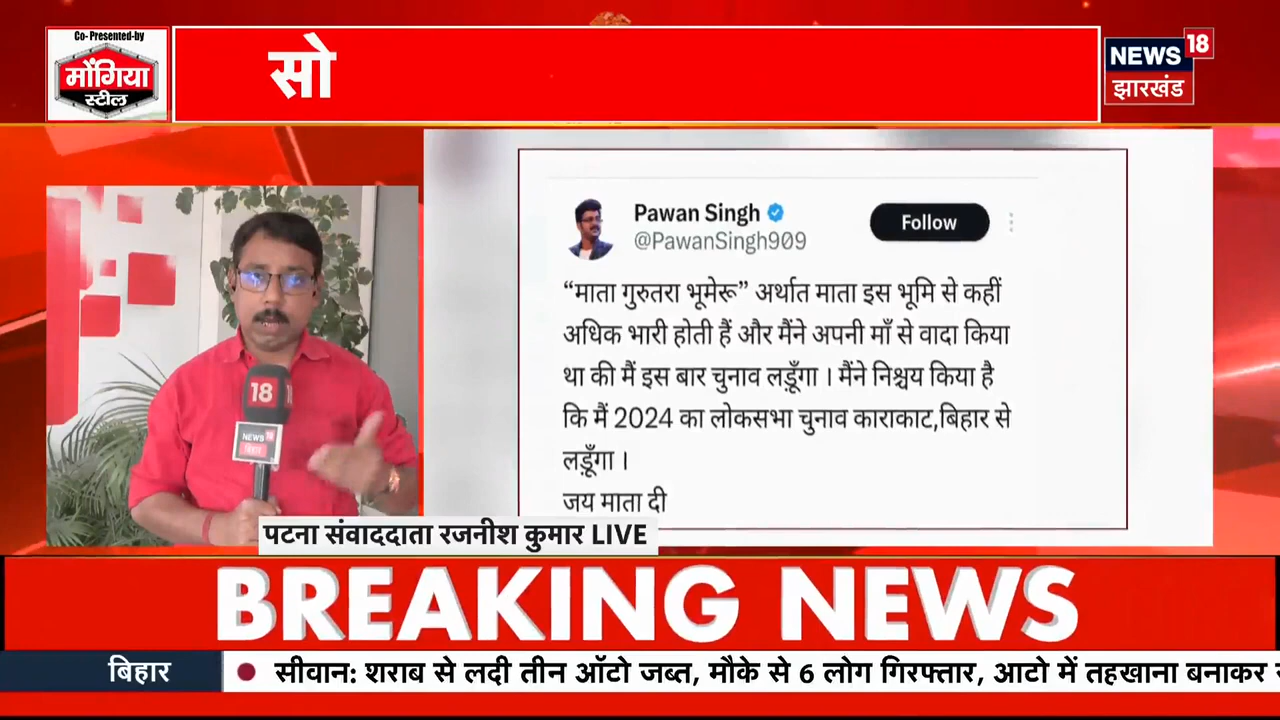 Co- Presented-by
मोंगिया
स्टील
सो
NEWS 18
झारखंड
Pawan Singh
@PawanSingh909
Follow
“माता गुरुतरा भूमेरू” अर्थात माता इस भूमि से कहीं
अधिक भारी होती हैं और मैंने अपनी माँ से वादा किया
था की मैं इस बार चुनाव लड़ूँगा । मैंने निश्चय किया है
कि मैं 2024 का लोकसभा चुनाव काराकाट,बिहार से
लड़ूँगा ।
जय माता दी
18
NEWS 18
बिहार
पटना संवाददाता रजनीश कुमार LIVE
BREAKING NEWS
बिहार
सीवान: शराब से लदी तीन ऑटो जब्त, मौके से 6 लोग गिरफ्तार, आटो में तहखाना बनाकर